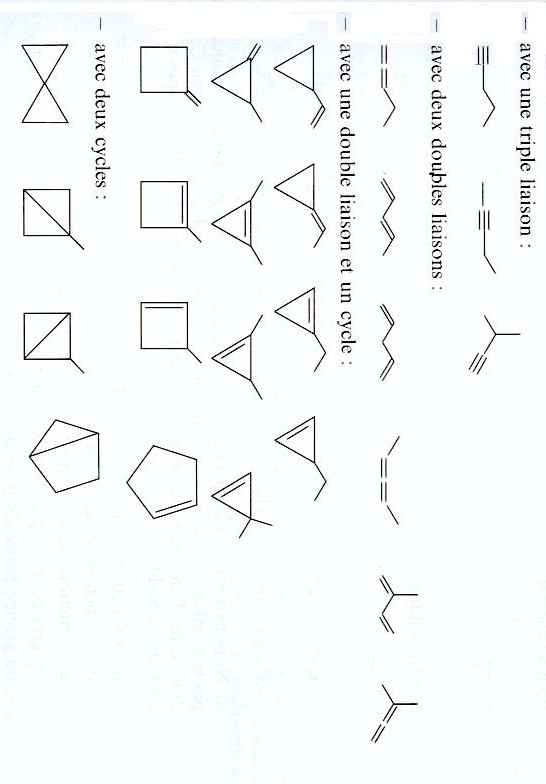 – avec une triple liaison :
– avec deux doubles liaisons :
– avec une double liaison et un cycle :
– avec deux cycles :